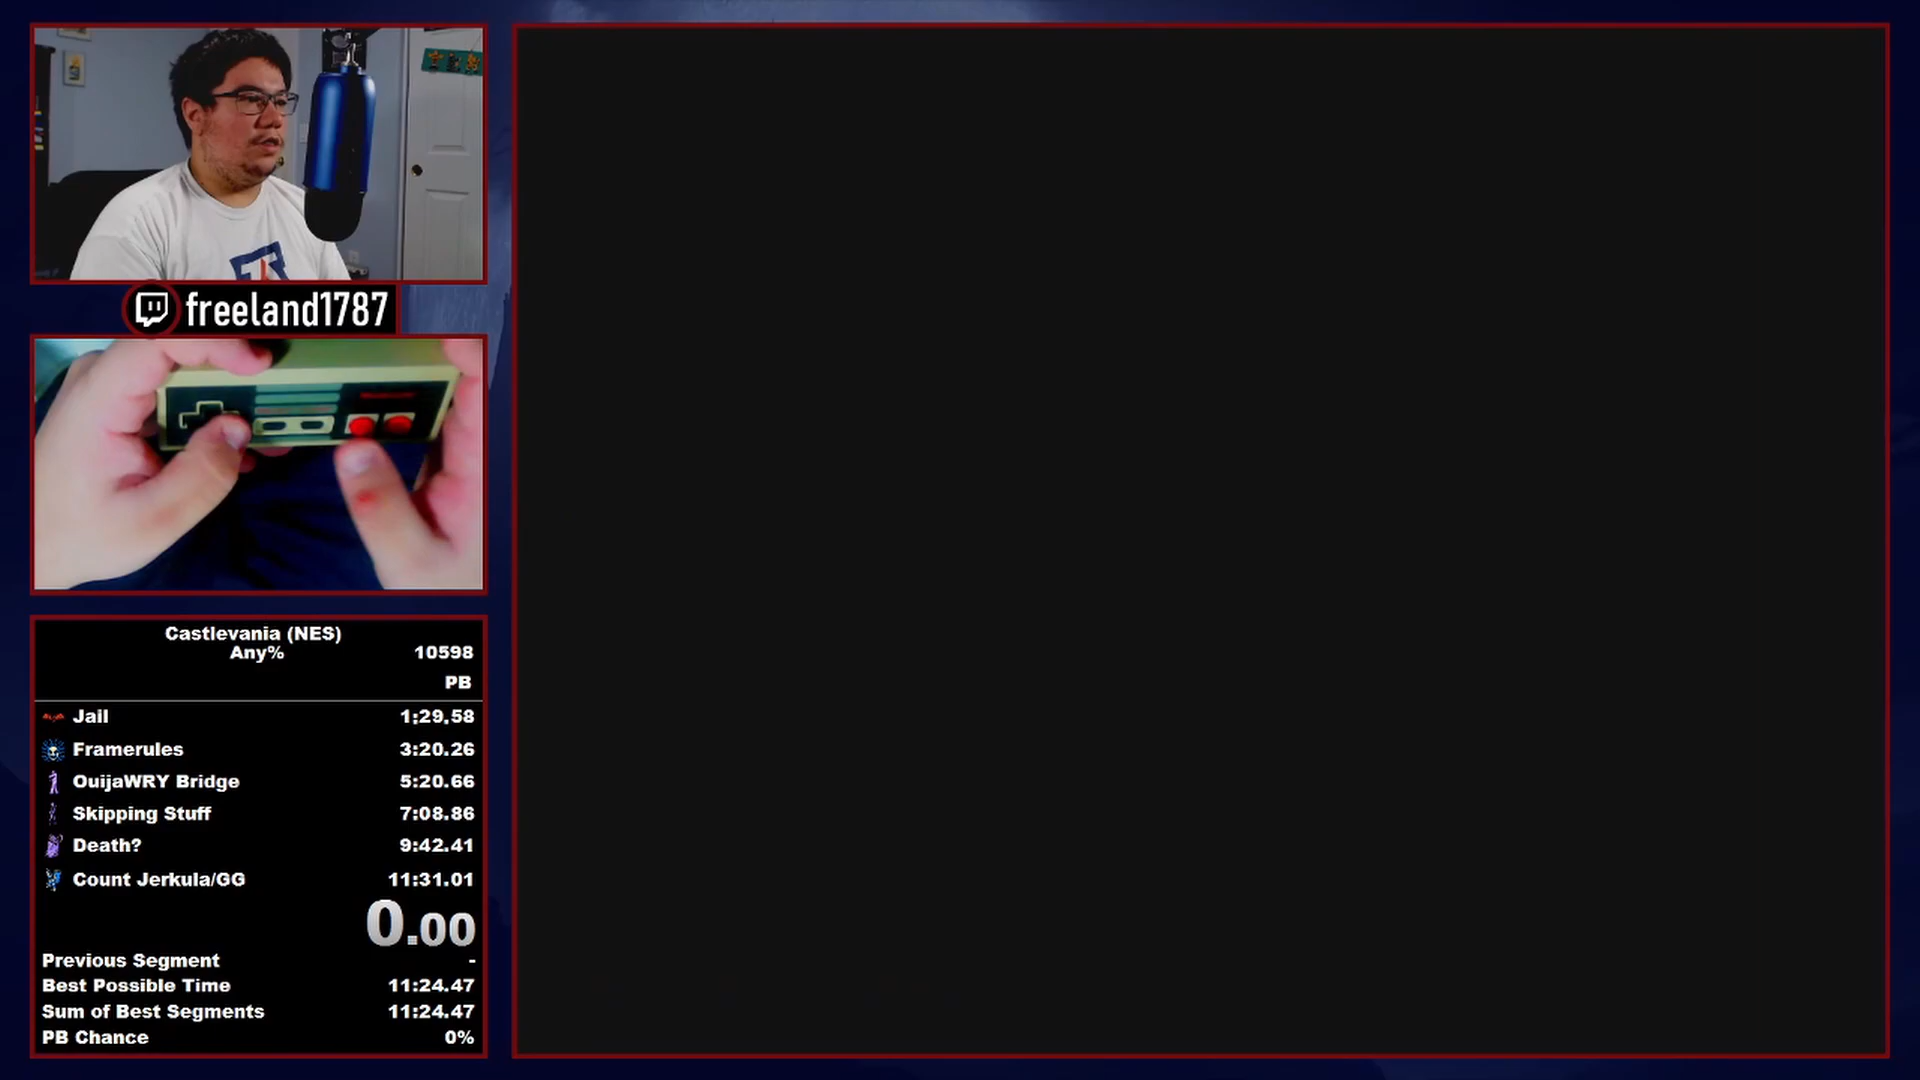 freeland1787
Castlevania (NES)
Any% 10598
PB
Jail 1:29.58
Framerules 3:20.26
OuijaWRY Bridge 5:20.66
Skipping Stuff 7:08.86
Death? 9:42.41
Count Jerkula/GG 11:31.01
0.00
Previous Segment -
Best Possible Time 11:24.47
Sum of Best Segments 11:24.47
PB Chance 0%